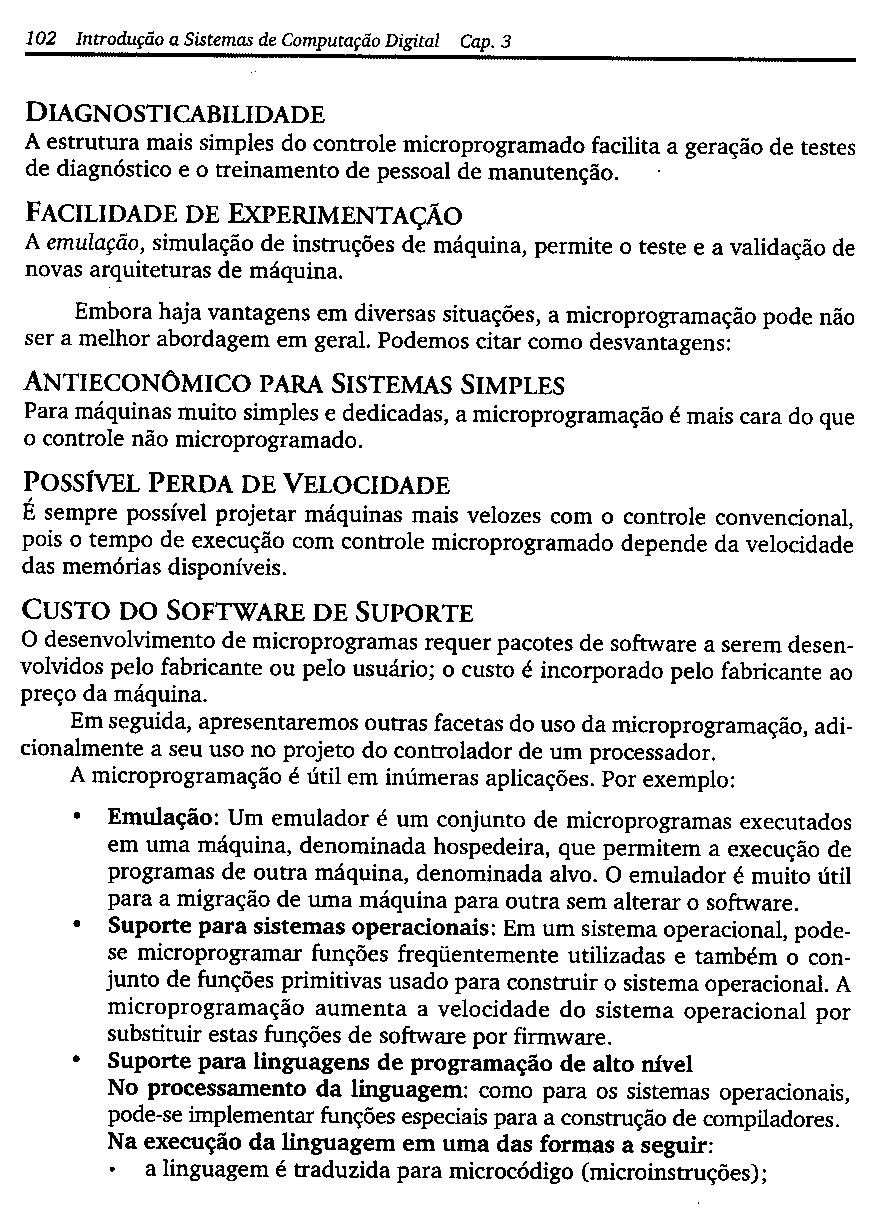 102 Introdução a Sistemas de Computação Digital Cap. 3
DIAGNOSTICABILIDADE
A estrutura mais simples do controle microprogramado facilita a geração de testes
de diagnóstico e o treinamento de pessoal de manutenção.
FACILIDADE DE EXPERIMENTAÇÃO
A emulação, simulação de instruções de máquina, permite o teste e a validação de
novas arquiteturas de máquina.
Embora haja vantagens em diversas situações, a microprogramação pode não
ser a melhor abordagem em geral. Podemos citar como desvantagens:
ANTIECONÔMICO PARA SISTEMAS SIMPLES
Para máquinas muito simples e dedicadas, a microprogramação é mais cara do que
o controle não microprogramado.
POSSÍVEL PERDA DE VELOCIDADE
É sempre possível projetar máquinas mais velozes com o controle convencional,
pois o tempo de execução com controle microprogramado depende da velocidade
das memórias disponíveis.
CUSTO DO SOFTWARE DE SUPORTE
O desenvolvimento de microprogramas requer pacotes de software a serem desen-
volvidos pelo fabricante ou pelo usuário; o custo é incorporado pelo fabricante ao
preço da máquina.
Em seguida, apresentaremos outras facetas do uso da microprogramação, adi-
cionalmente a seu uso no projeto do controlador de um processador.
A microprogramação é útil em inúmeras aplicações. Por exemplo:
• Emulação: Um emulador é um conjunto de microprogramas executados
em uma máquina, denominada hospedeira, que permitem a execução de
programas de outra máquina, denominada alvo. O emulador é muito útil
para a migração de uma máquina para outra sem alterar o software.
• Suporte para sistemas operacionais: Em um sistema operacional, pode-
se microprogramar funções freqüentemente utilizadas e também o con-
junto de funções primitivas usado para construir o sistema operacional. A
microprogramação aumenta a velocidade do sistema operacional por
substituir estas funções de software por firmware.
• Suporte para linguagens de programação de alto nível
No processamento da linguagem: como para os sistemas operacionais,
pode-se implementar funções especiais para a construção de compiladores.
Na execução da linguagem em uma das formas a seguir:
• a linguagem é traduzida para microcódigo (microinstruções);